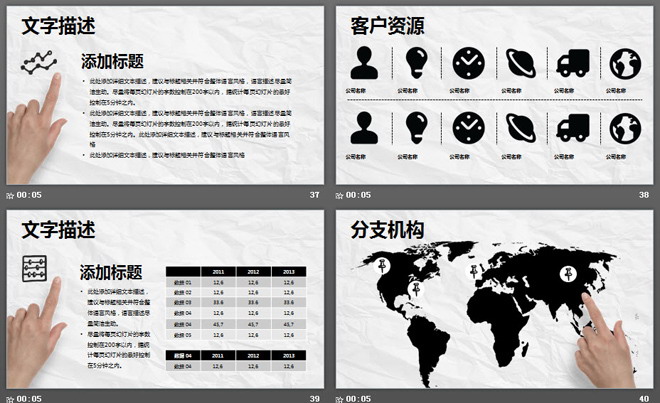 文字描述
添加标题
• 此处添加详细文本描述，建议与标题相关并符合整体语言风格，语言描述尽量简
洁生动。尽量将每页幻灯片的字数控制在200字以内，据统计每页幻灯片的最好
控制在5分钟之内。
• 此处添加详细文本描述，建议与标题相关并符合整体语言风格，语言描述尽量简
洁生动。尽量将每页幻灯片的字数控制在200字以内，据统计每页幻灯片的最好
控制在5分钟之内。此处添加详细文本描述，建议与标题相关并符合整体语言风
格
• 此处添加详细文本描述，建议与标题相关并符合整体语言风格
00:05
37
客户资源
公司名称 公司名称 公司名称 公司名称 公司名称 公司名称
公司名称 公司名称 公司名称 公司名称 公司名称 公司名称
00:05
38
文字描述
添加标题
• 此处添加详细文本描述，
建议与标题相关并符合整
体语言风格，语言描述尽
量简洁生动。
• 尽量将每页幻灯片的字数
控制在200字以内，据统
计每页幻灯片的最好控制
在5分钟之内。
2011 2012 2013
数据 01 12.6 12.6 12.6
数据 02 12.6 12.6 12.6
数据 03 33.6 33.6 33.6
数据 04 12.6 12.6 12.6
数据 04 45.7 45.7 45.7
数据 05 12.6 12.6 12.6
数据 04 2011 2012 2013
数据 04 12.6 12.6 12.6
00:05
39
分支机构
00:05
40